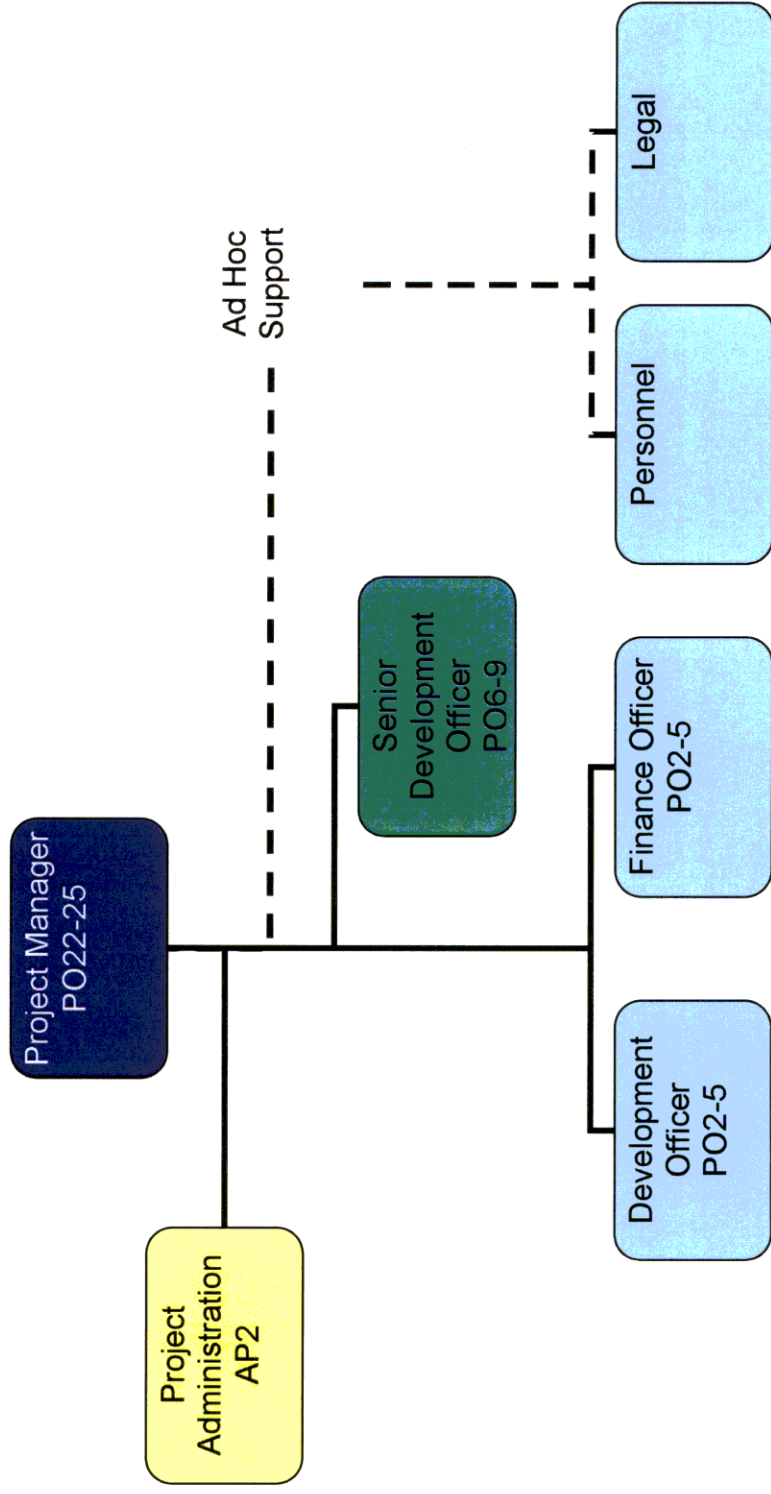 Project Manager
PO22-25
Project
Administration
AP2
Ad Hoc
Support
Senior
Development
Officer
PO6-9
Development
Officer
PO2-5
Finance Officer
PO2-5
Personnel
Legal